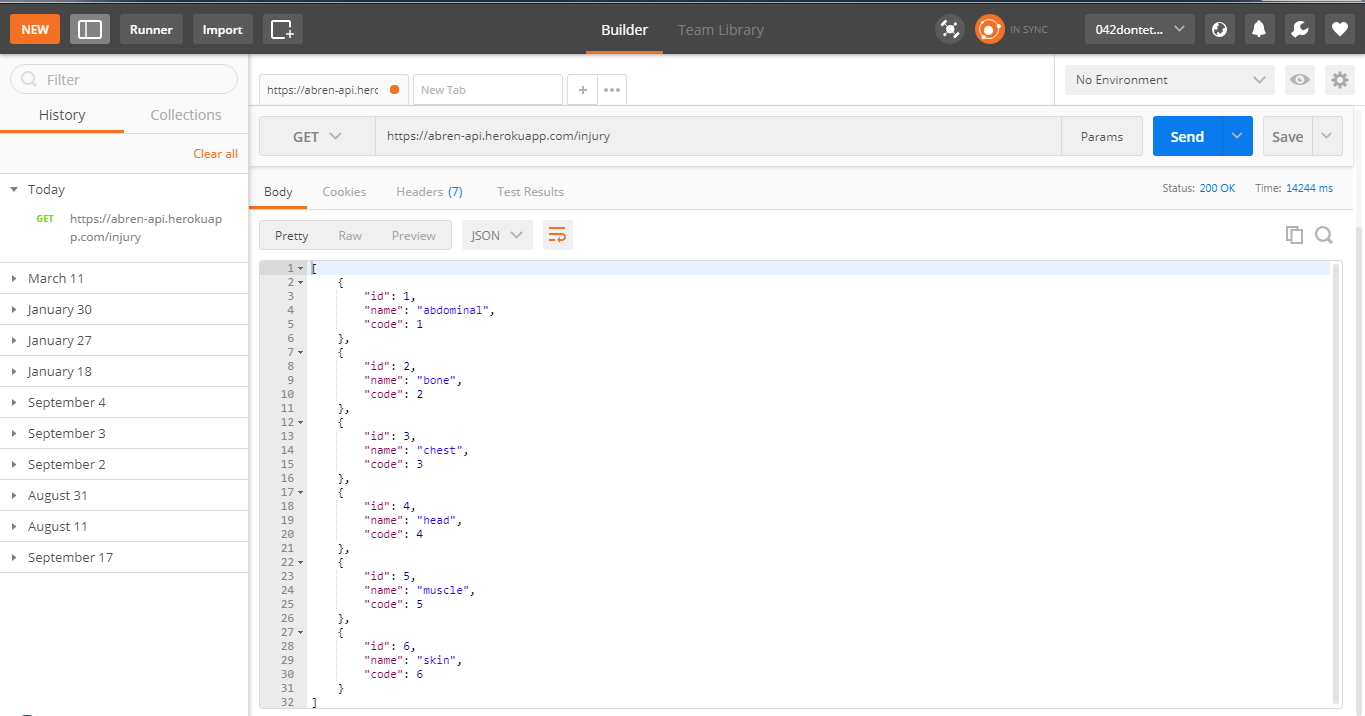 NEW Runner Import Builder Team Library IN SYNC 042dontet...
Filter
History Collections
Clear all
Today
GET https://abren-api.herokuap
p.com/injury
March 11
January 30
January 27
January 18
September 4
September 3
September 2
August 31
August 11
September 17
https://abren-api.herc New Tab + ••• No Environment
GET https://abren-api.herokuapp.com/injury Params Send Save
Body Cookies Headers (7) Test Results Status: 200 OK Time: 14244 ms
Pretty Raw Preview JSON
1 [
2 {
3 "id": 1,
4 "name": "abdominal",
5 "code": 1
6 },
7 {
8 "id": 2,
9 "name": "bone",
10 "code": 2
11 },
12 {
13 "id": 3,
14 "name": "chest",
15 "code": 3
16 },
17 {
18 "id": 4,
19 "name": "head",
20 "code": 4
21 },
22 {
23 "id": 5,
24 "name": "muscle",
25 "code": 5
26 },
27 {
28 "id": 6,
29 "name": "skin",
30 "code": 6
31 }
32 ]